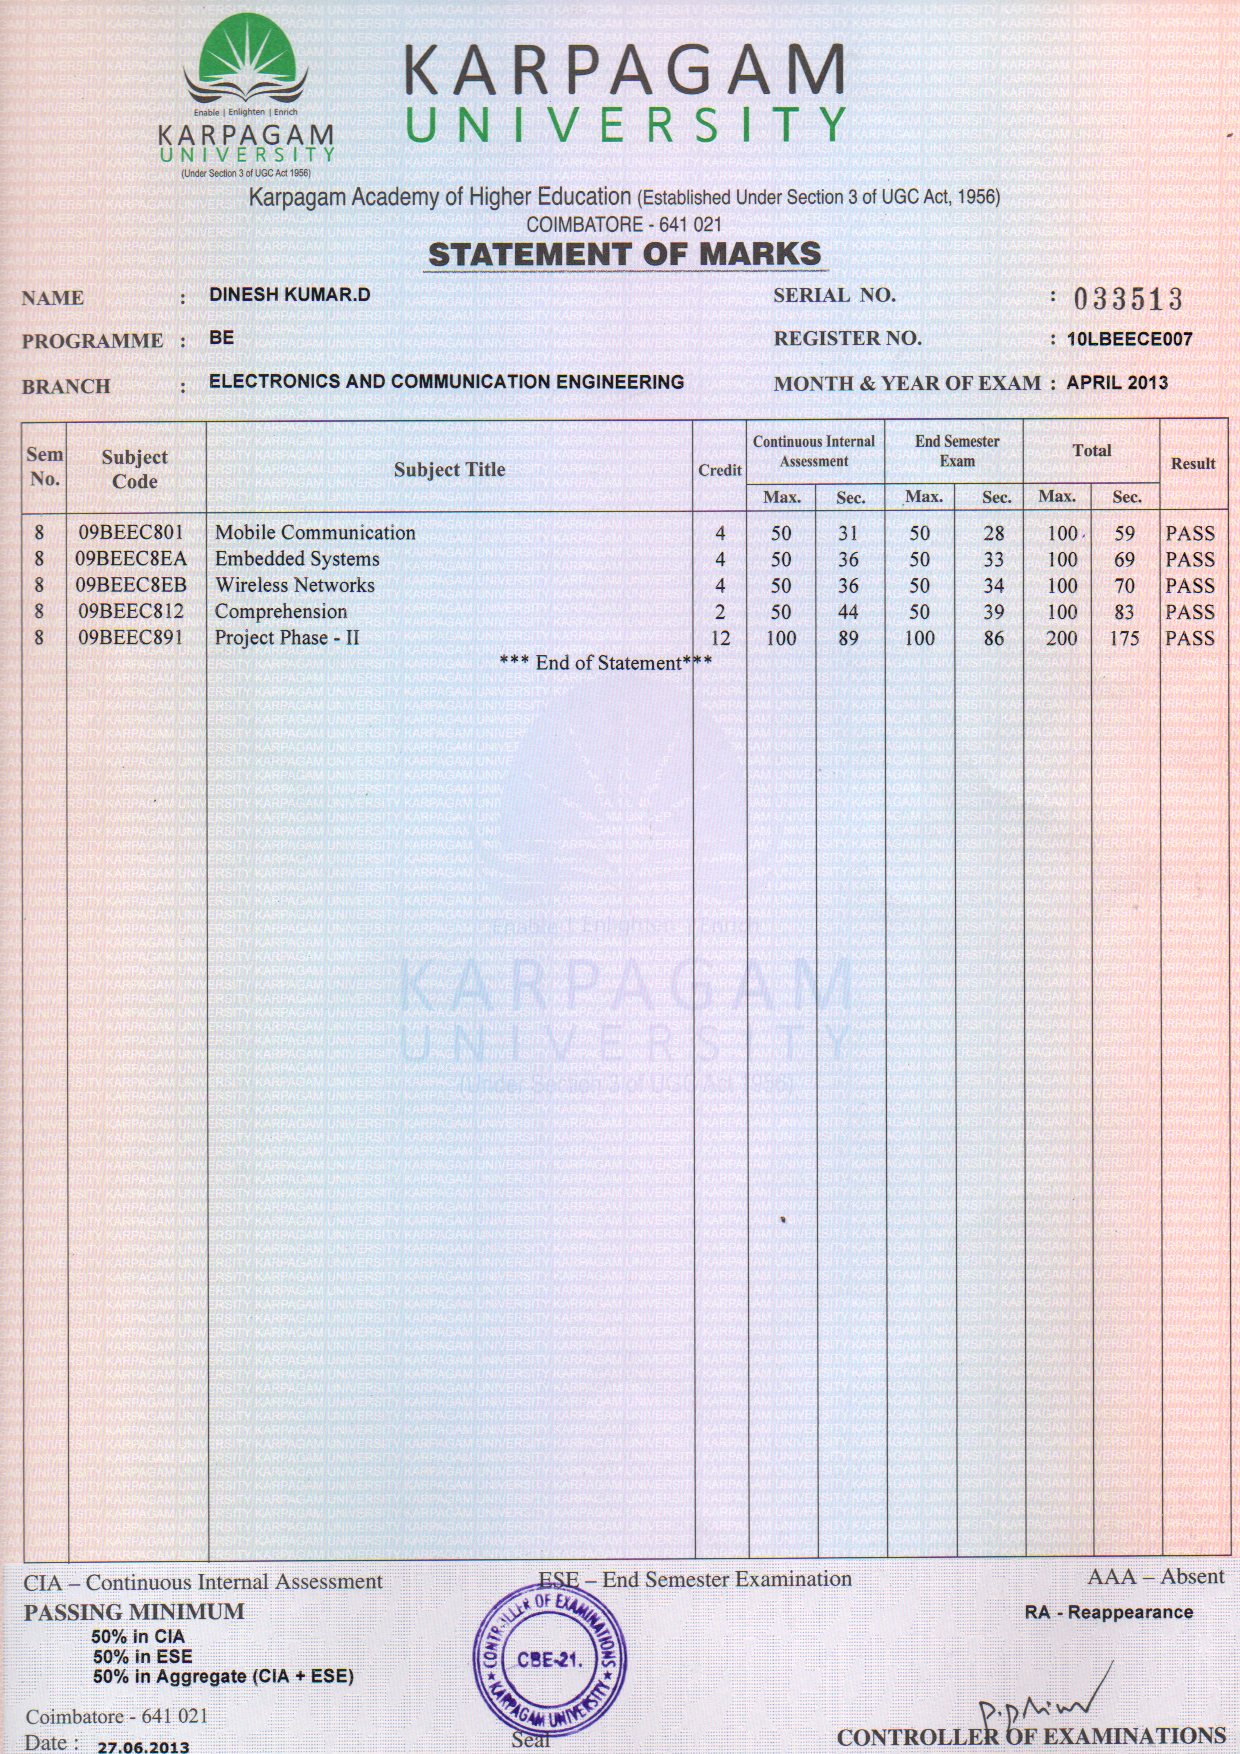 Enable | Enlighten | Enrich
KARPAGAM
UNIVERSITY
(Under Section 3 of UGC Act 1956)
KARPAGAM
UNIVERSITY
Karpagam Academy of Higher Education (Established Under Section 3 of UGC Act, 1956)
COIMBATORE - 641 021
STATEMENT OF MARKS
NAME : DINESH KUMAR.D SERIAL NO. : 033513
PROGRAMME : BE REGISTER NO. : 10LBEECE007
BRANCH : ELECTRONICS AND COMMUNICATION ENGINEERING MONTH & YEAR OF EXAM : APRIL 2013
Sem No. Subject Code Subject Title Credit Continuous Internal Assessment End Semester Exam Total Result
Max. Sec. Max. Sec. Max. Sec.
8 09BEEC801 Mobile Communication 4 50 31 50 28 100 59 PASS
8 09BEEC8EA Embedded Systems 4 50 36 50 33 100 69 PASS
8 09BEEC8EB Wireless Networks 4 50 36 50 34 100 70 PASS
8 09BEEC812 Comprehension 2 50 44 50 39 100 83 PASS
8 09BEEC891 Project Phase - II 12 100 89 100 86 200 175 PASS
*** End of Statement***
Enable | Enlighten | Enrich
KARPAGAM
UNIVERSITY
(Under Section 3 of UGC Act 1956)
CIA – Continuous Internal Assessment ESE – End Semester Examination AAA – Absent
PASSING MINIMUM RA - Reappearance
50% in CIA
50% in ESE
50% in Aggregate (CIA + ESE)
CONTROLLER OF EXAMINATIONS
CBE-21.
★ KARPAGAM UNIVERSITY ★
Coimbatore - 641 021
Date : 27.06.2013 Seal CONTROLLER OF EXAMINATIONS